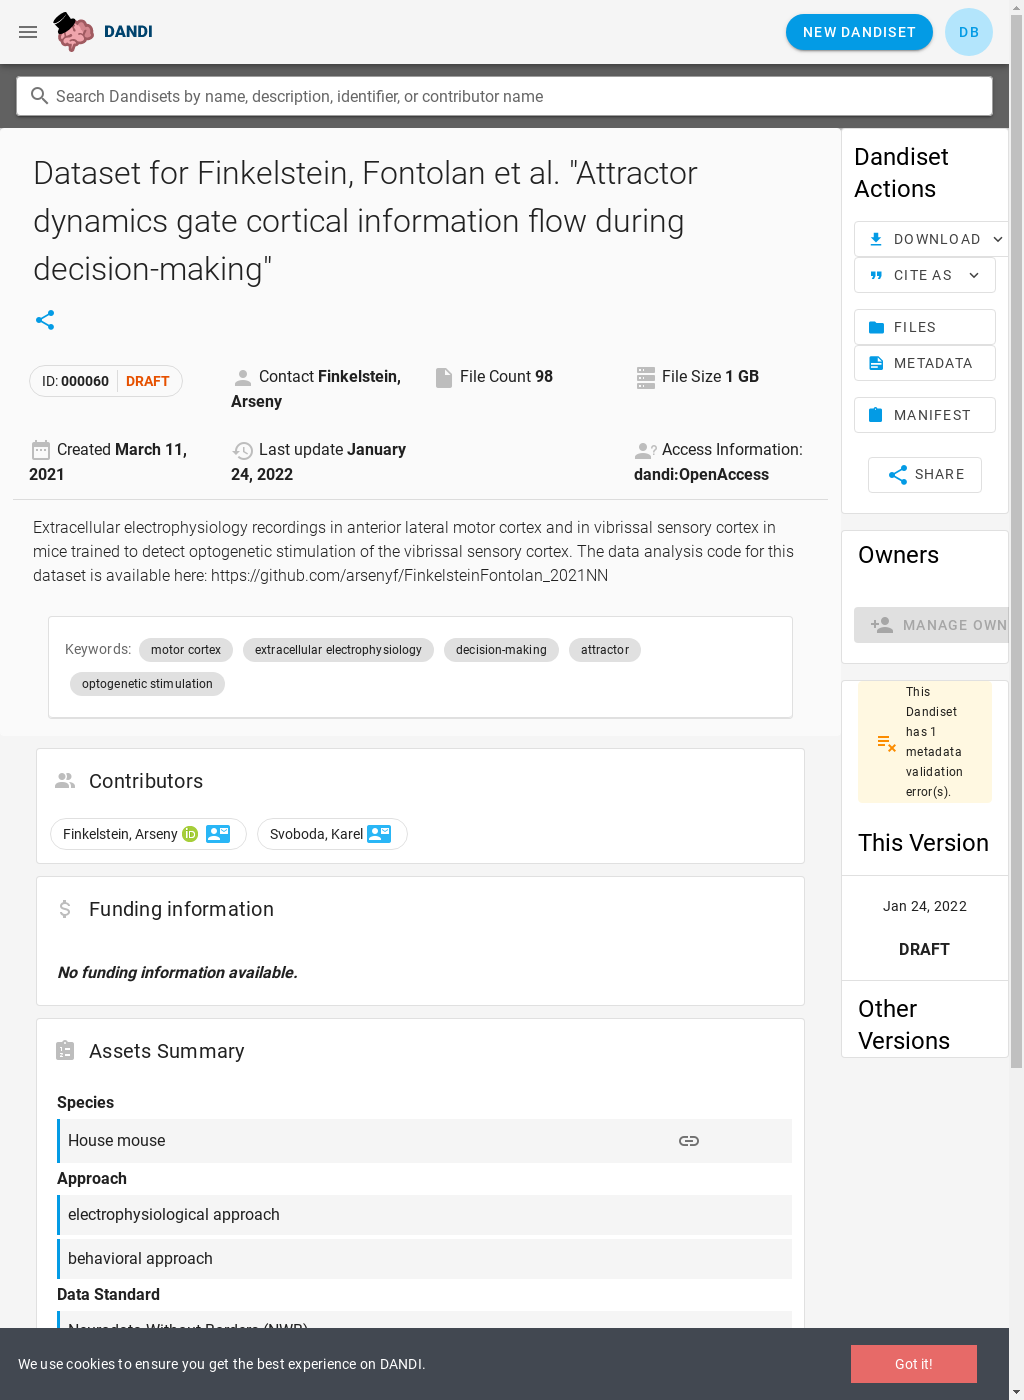 DANDI
NEW DANDISET
DB
Search Dandisets by name, description, identifier, or contributor name
Dataset for Finkelstein, Fontolan et al. "Attractor
dynamics gate cortical information flow during
decision-making"
ID: 000060 DRAFT
Contact Finkelstein,
Arseny
File Count 98
File Size 1 GB
Created March 11,
2021
Last update January
24, 2022
Access Information:
dandi:OpenAccess
Extracellular electrophysiology recordings in anterior lateral motor cortex and in vibrissal sensory cortex in
mice trained to detect optogenetic stimulation of the vibrissal sensory cortex. The data analysis code for this
dataset is available here: https://github.com/arsenyf/FinkelsteinFontolan_2021NN
Keywords: motor cortex extracellular electrophysiology decision-making attractor
optogenetic stimulation
Contributors
Finkelstein, Arseny iD Svoboda, Karel
Funding information
No funding information available.
Assets Summary
Species
House mouse
Approach
electrophysiological approach
behavioral approach
Data Standard
Neurodata Without Borders (NWB)
Dandiset
Actions
DOWNLOAD
CITE AS
FILES
METADATA
MANIFEST
SHARE
Owners
MANAGE OWN
This
Dandiset
has 1
metadata
validation
error(s).
This Version
Jan 24, 2022
DRAFT
Other
Versions
We use cookies to ensure you get the best experience on DANDI.
Got it!